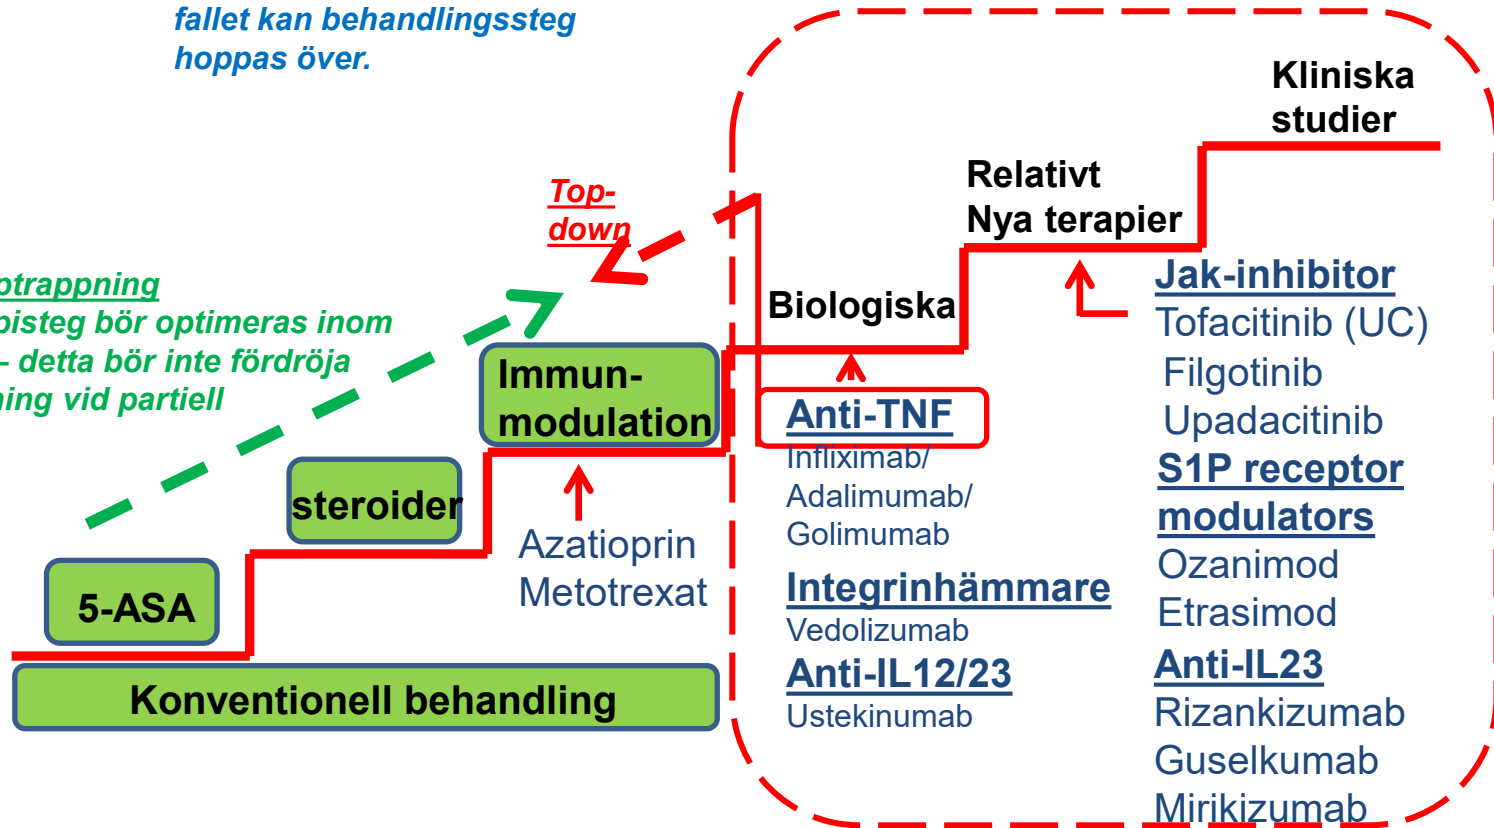 fallet kan behandlingssteg
hoppas över.
Kliniska
studier
Relativt
Nya terapier
Top-
down
ptrappning
pisteg bör optimeras inom
– detta bör inte fördröja
ning vid partiell
Biologiska
Immun-
modulation
steroider
5-ASA
Konventionell behandling
Azatioprin
Metotrexat
Anti-TNF
Infliximab/
Adalimumab/
Golimumab
Integrinhämmare
Vedolizumab
Anti-IL12/23
Ustekinumab
Jak-inhibitor
Tofacitinib (UC)
Filgotinib
Upadacitinib
S1P receptor
modulators
Ozanimod
Etrasimod
Anti-IL23
Rizankizumab
Guselkumab
Mirikizumab